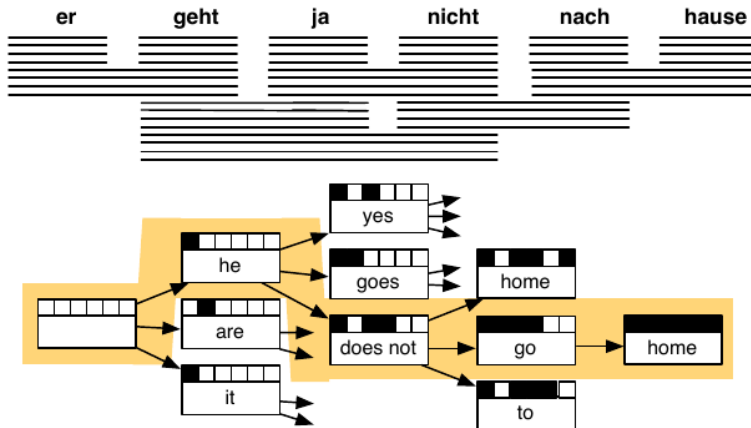 er geht ja nicht nach hause
yes
he
goes
home
are
does not
go
home
it
to